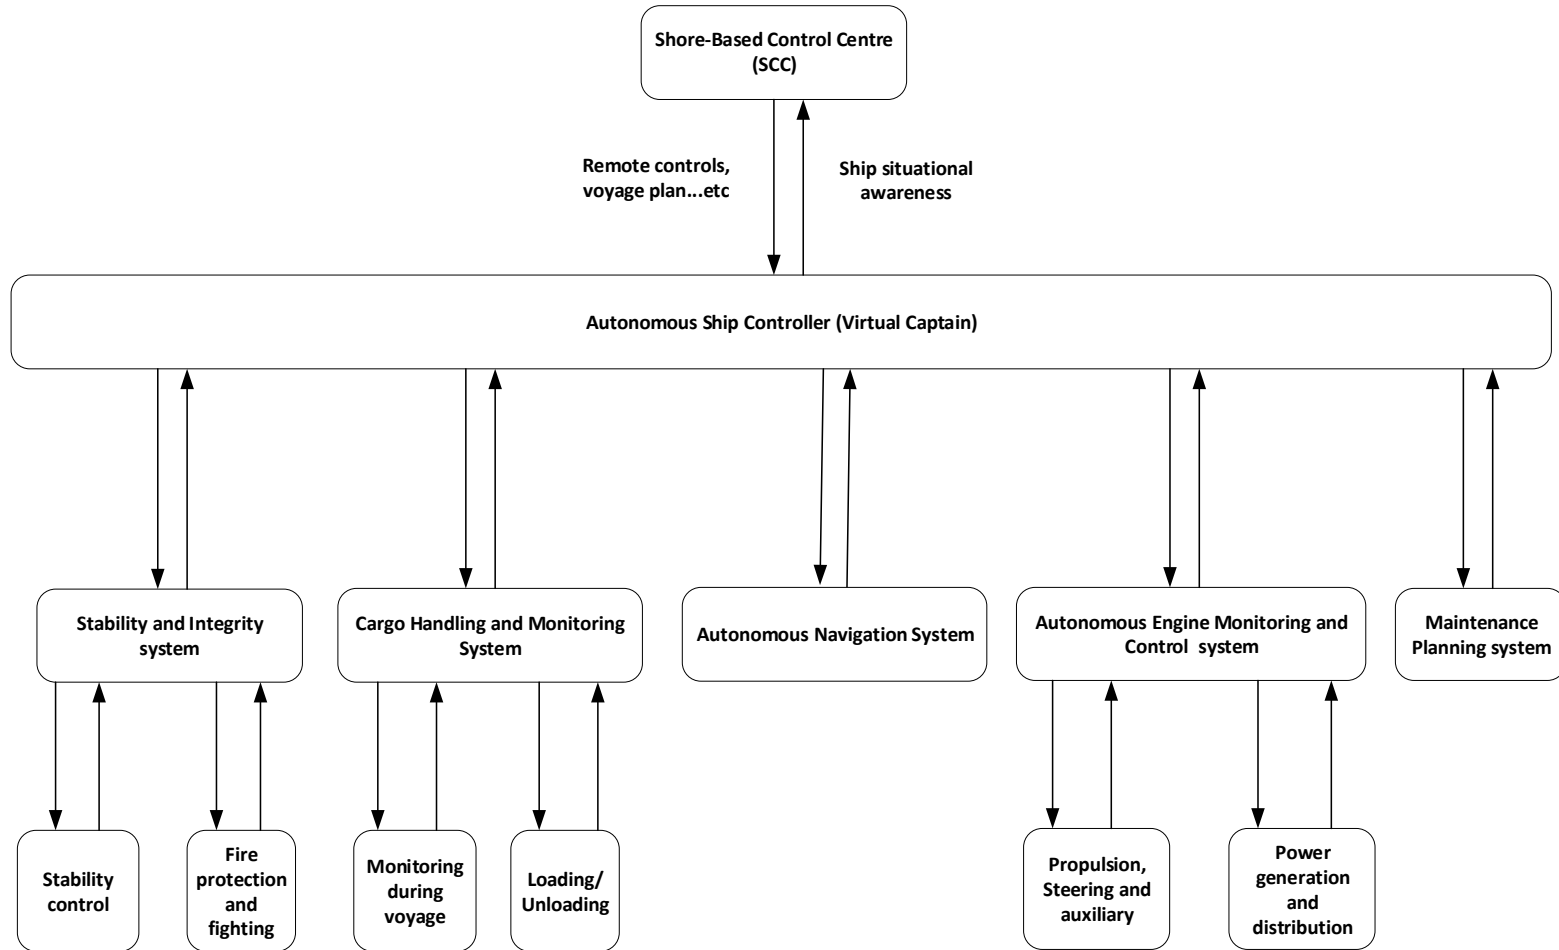 Shore-Based Control Centre
(SCC)
Remote controls,
voyage plan...etc
Ship situational
awareness
Autonomous Ship Controller (Virtual Captain)
Stability and Integrity
system
Cargo Handling and Monitoring
System
Autonomous Navigation System
Autonomous Engine Monitoring and
Control system
Maintenance
Planning system
Stability
control
Fire
protection
and
fighting
Monitoring
during
voyage
Loading/
Unloading
Propulsion,
Steering and
auxiliary
Power
generation
and
distribution